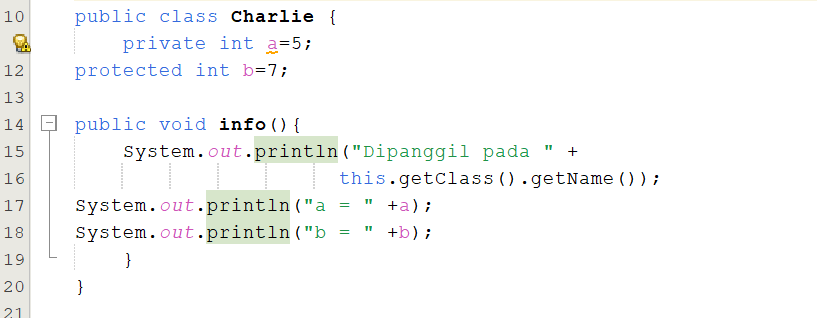 10 public class Charlie {
private int a=5;
12 protected int b=7;
13
14 public void info(){
15 System.out.println("Dipanggil pada " +
16 this.getClass().getName());
17 System.out.println("a = " +a);
18 System.out.println("b = " +b);
19 }
20 }
21